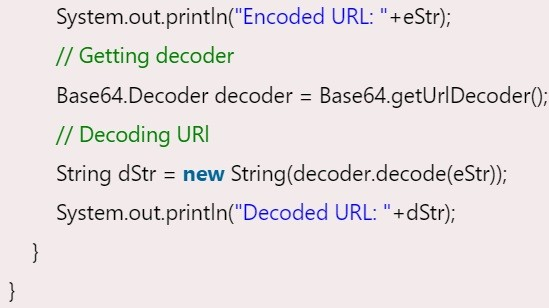 System.out.println("Encoded URL: "+eStr);
// Getting decoder
Base64.Decoder decoder = Base64.getUrlDecoder();
// Decoding URl
String dStr = new String(decoder.decode(eStr));
System.out.println("Decoded URL: "+dStr);
}
}